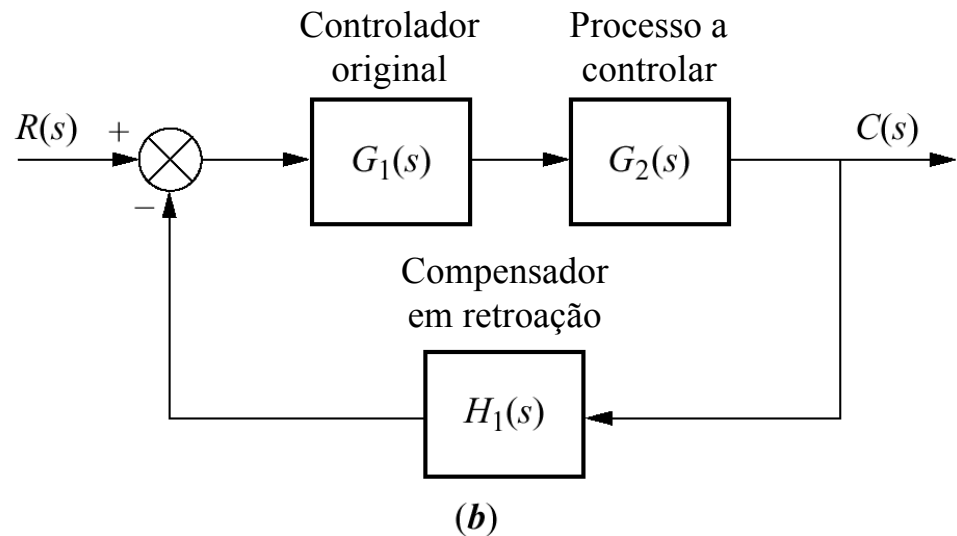 Controlador
original
Processo a
controlar
R(s)
+
C(s)
G1(s)
G2(s)
−
Compensador
em retroação
H1(s)
(b)